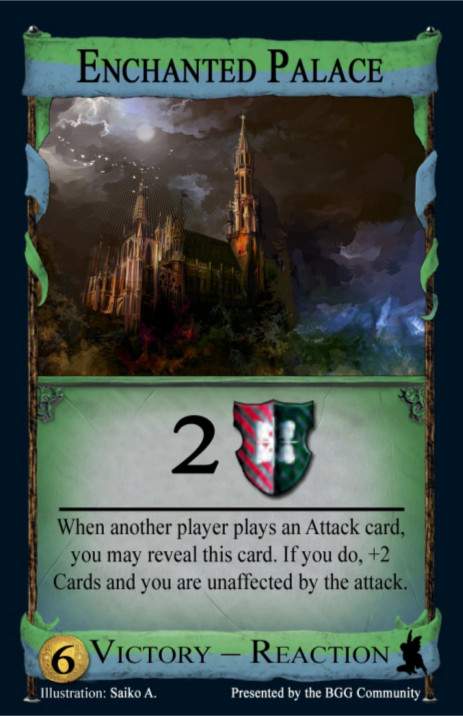 Enchanted Palace
2
When another player plays an Attack card,
you may reveal this card. If you do, +2
Cards and you are unaffected by the attack.
6 Victory – Reaction
Illustration: Saiko A. Presented by the BGG Community